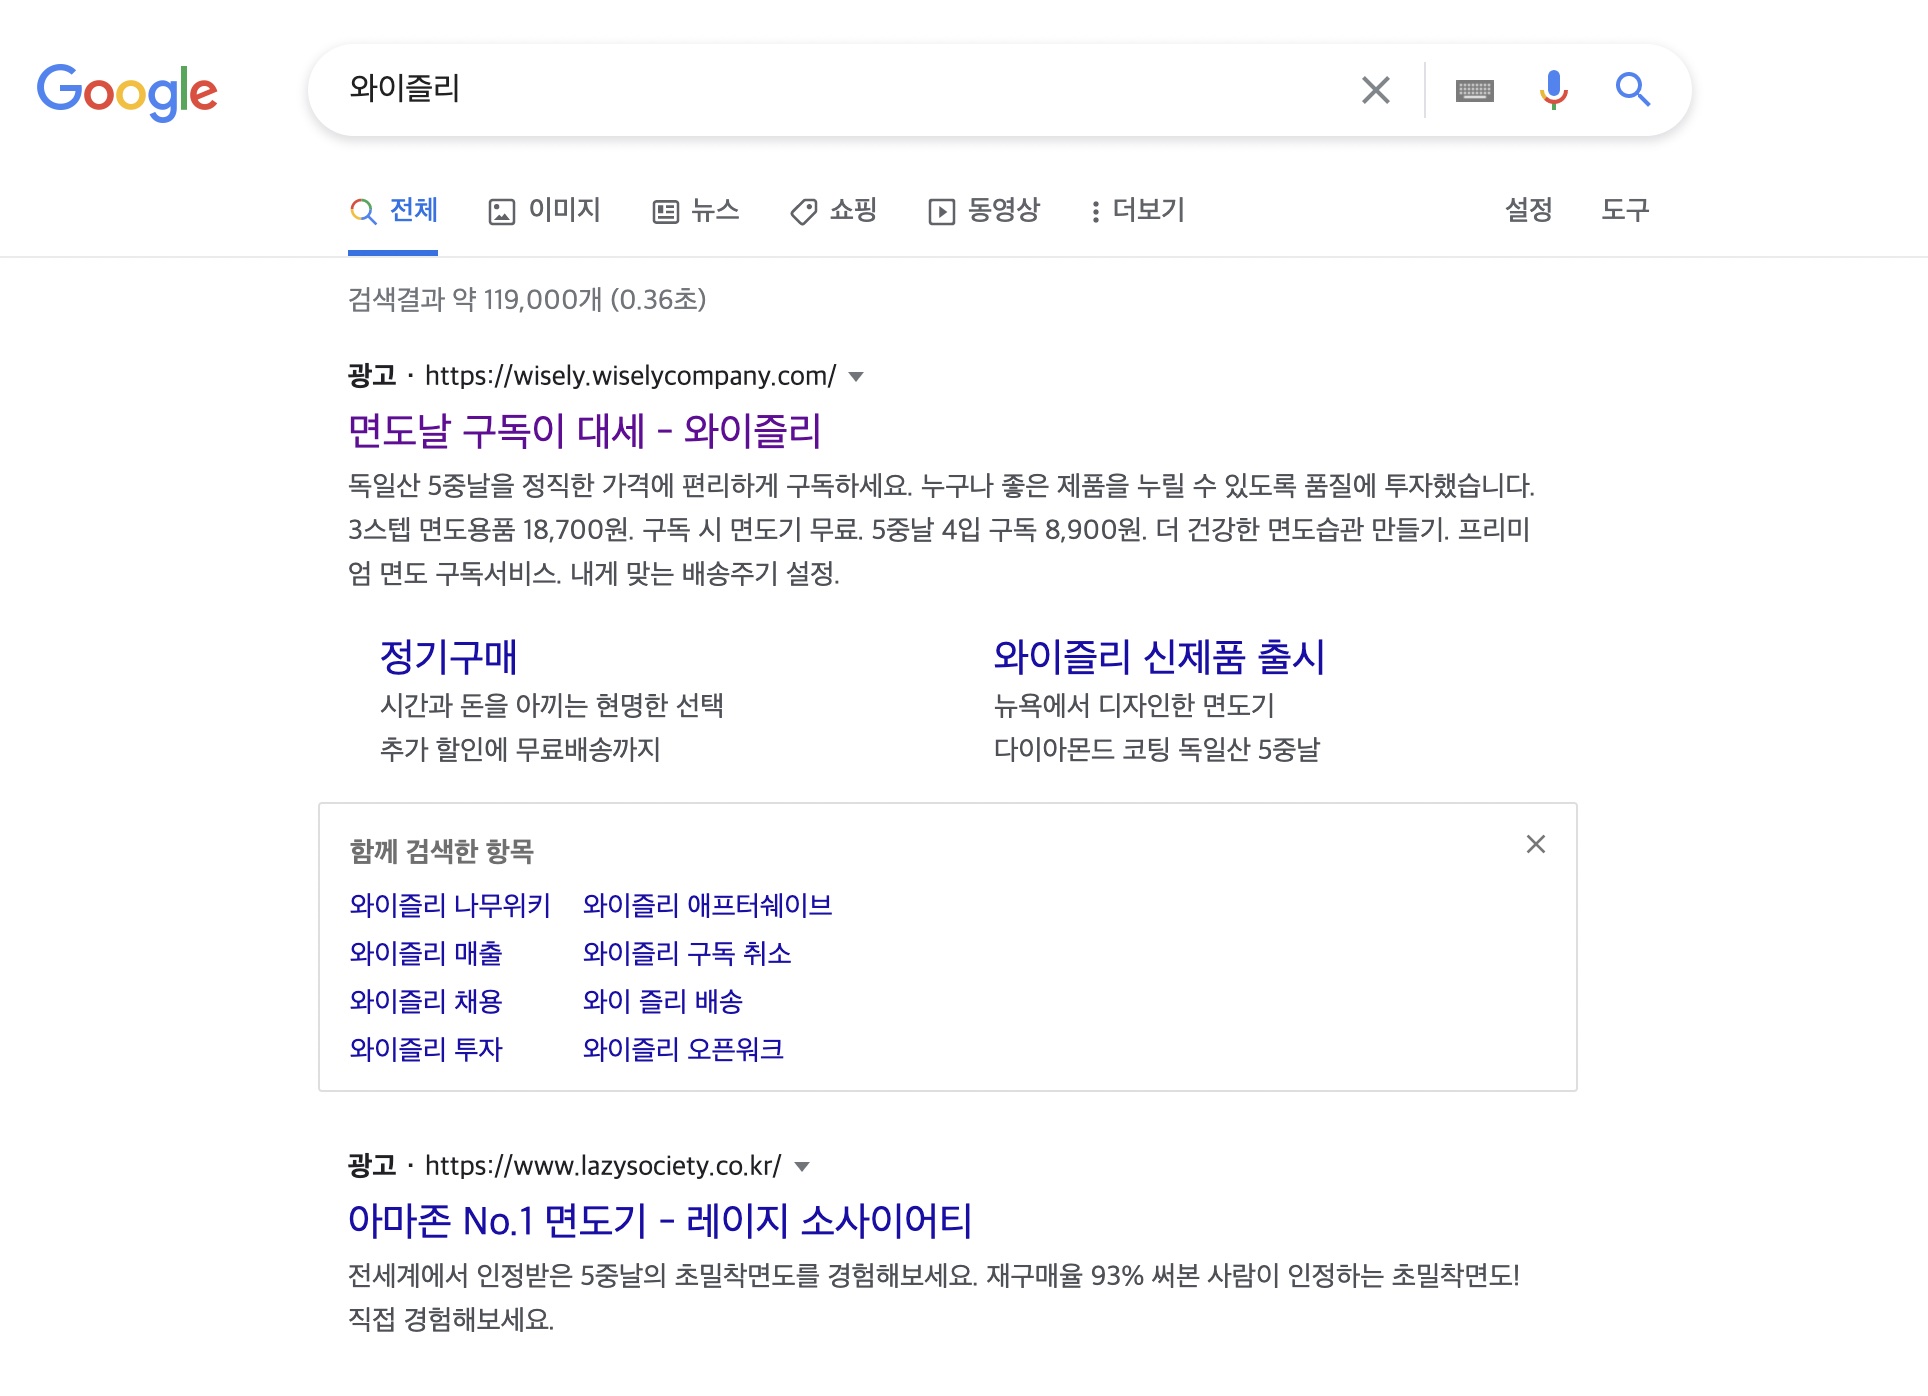 Google
와이즐리
전체 이미지 뉴스 쇼핑 동영상 더보기 설정 도구
검색결과 약 119,000개 (0.36초)
광고 · https://wisely.wiselycompany.com/
면도날 구독이 대세 - 와이즐리
독일산 5중날을 정직한 가격에 편리하게 구독하세요. 누구나 좋은 제품을 누릴 수 있도록 품질에 투자했습니다.
3스텝 면도용품 18,700원. 구독 시 면도기 무료. 5중날 4입 구독 8,900원. 더 건강한 면도습관 만들기. 프리미
엄 면도 구독서비스. 내게 맞는 배송주기 설정.
정기구매
시간과 돈을 아끼는 현명한 선택
추가 할인에 무료배송까지
와이즐리 신제품 출시
뉴욕에서 디자인한 면도기
다이아몬드 코팅 독일산 5중날
함께 검색한 항목
와이즐리 나무위키 와이즐리 애프터쉐이브
와이즐리 매출 와이즐리 구독 취소
와이즐리 채용 와이 즐리 배송
와이즐리 투자 와이즐리 오픈워크
광고 · https://www.lazysociety.co.kr/
아마존 No.1 면도기 - 레이지 소사이어티
전세계에서 인정받은 5중날의 초밀착면도를 경험해보세요. 재구매율 93% 써본 사람이 인정하는 초밀착면도!
직접 경험해보세요.